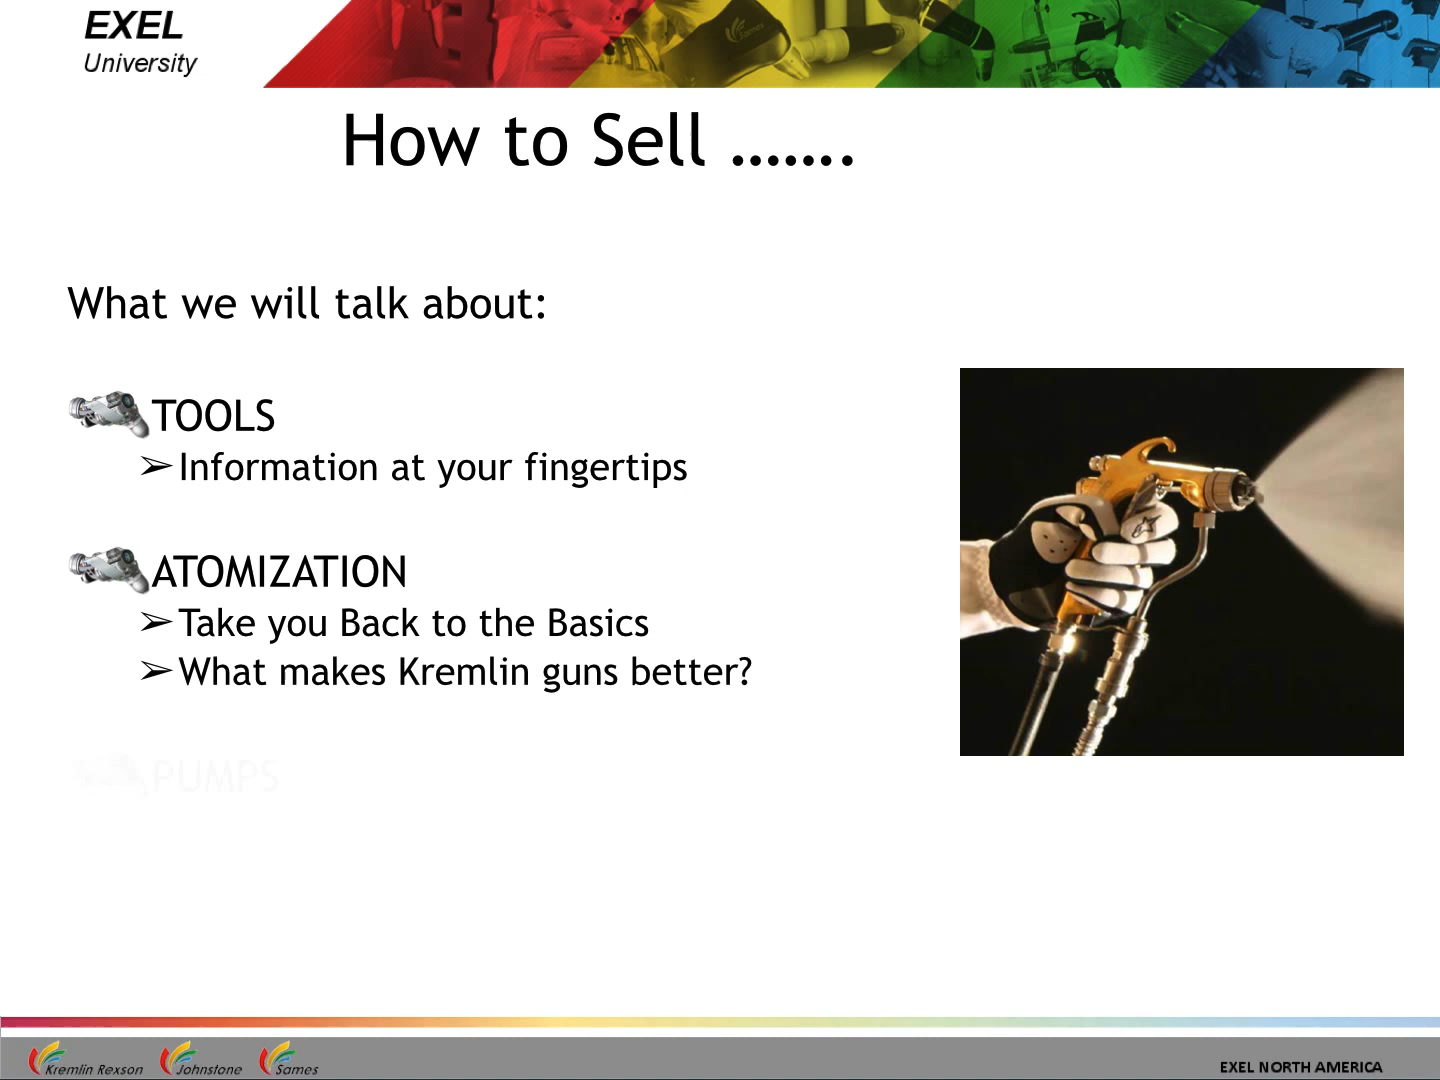 EXEL
University
How to Sell …….
What we will talk about:
TOOLS
➢Information at your fingertips
ATOMIZATION
➢Take you Back to the Basics
➢What makes Kremlin guns better?
PUMPS
Kremlin Rexson Johnstone Sames
EXEL NORTH AMERICA